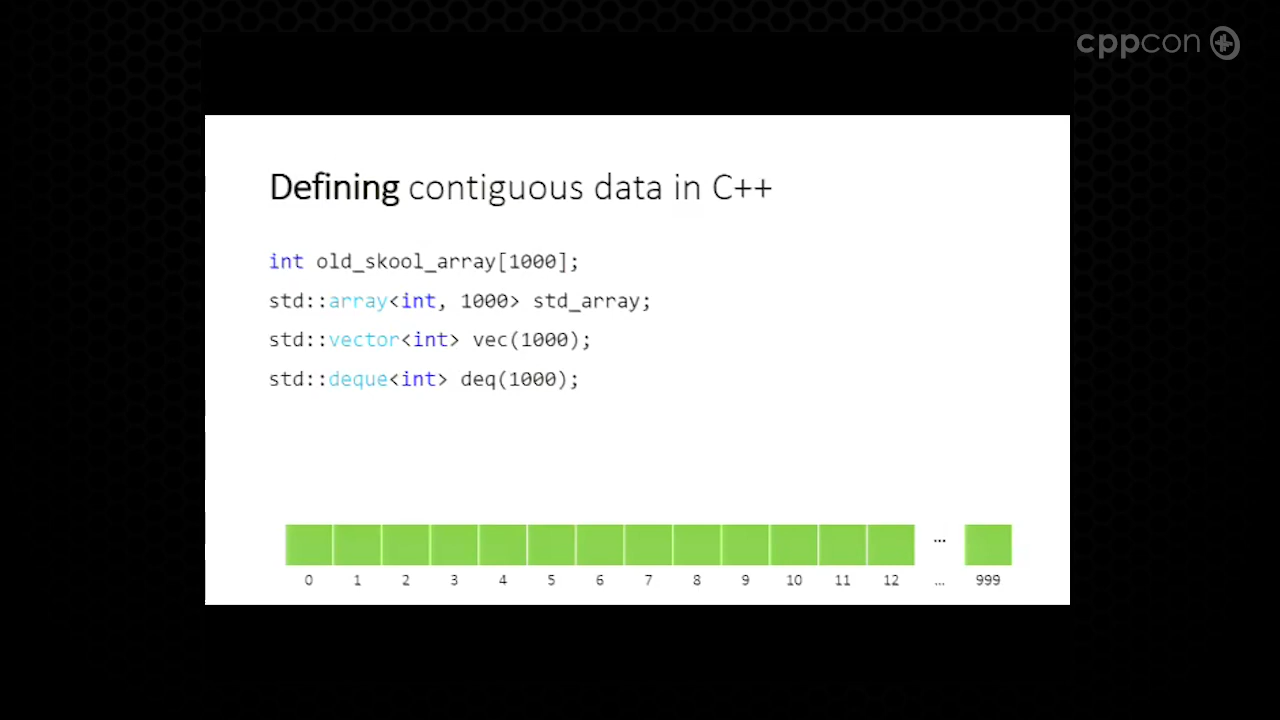 cppcon
Defining contiguous data in C++
int old_skool_array[1000];
std::array<int, 1000> std_array;
std::vector<int> vec(1000);
std::deque<int> deq(1000);
...
0 1 2 3 4 5 6 7 8 9 10 11 12 ... 999